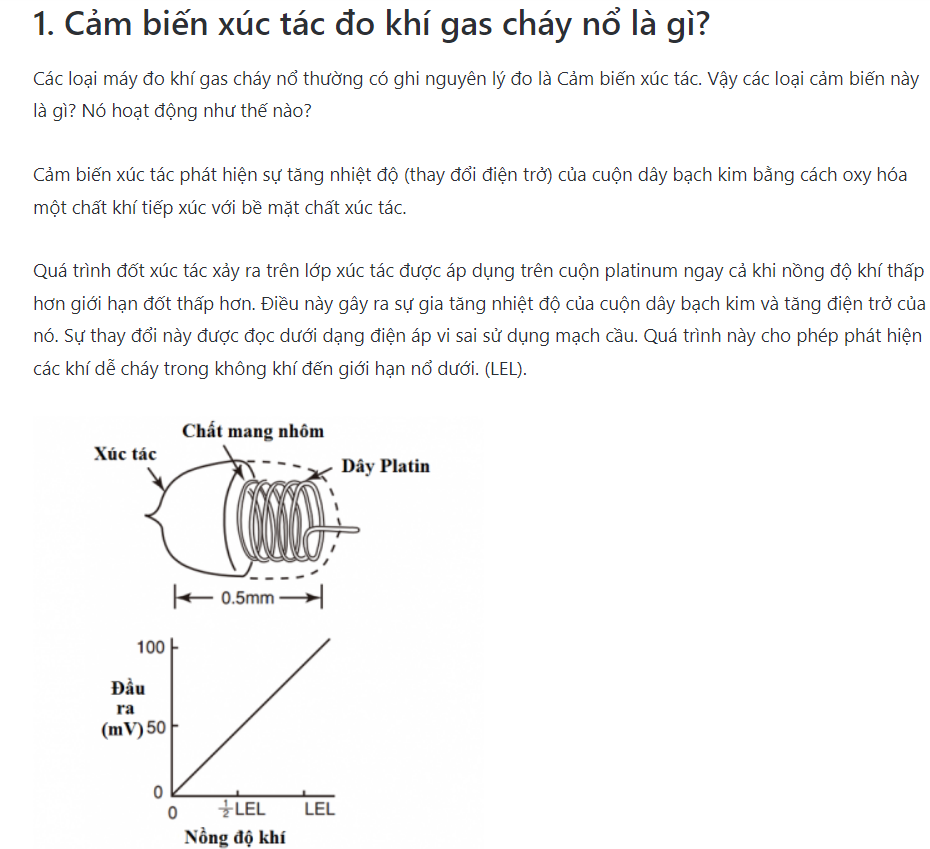 1. Cảm biến xúc tác đo khí gas cháy nổ là gì?
Các loại máy đo khí gas cháy nổ thường có ghi nguyên lý đo là Cảm biến xúc tác. Vậy các loại cảm biến này
là gì? Nó hoạt động như thế nào?
Cảm biến xúc tác phát hiện sự tăng nhiệt độ (thay đổi điện trở) của cuộn dây bạch kim bằng cách oxy hóa
một chất khí tiếp xúc với bề mặt chất xúc tác.
Quá trình đốt xúc tác xảy ra trên lớp xúc tác được áp dụng trên cuộn platinum ngay cả khi nồng độ khí thấp
hơn giới hạn đốt thấp hơn. Điều này gây ra sự gia tăng nhiệt độ của cuộn dây bạch kim và tăng điện trở của
nó. Sự thay đổi này được đọc dưới dạng điện áp vi sai sử dụng mạch cầu. Quá trình này cho phép phát hiện
các khí dễ cháy trong không khí đến giới hạn nổ dưới. (LEL).
Chất mang nhôm
Xúc tác
Dây Platin
0.5mm
100
Đầu
ra
(mV) 50
0
0 ½LEL LEL
Nồng độ khí